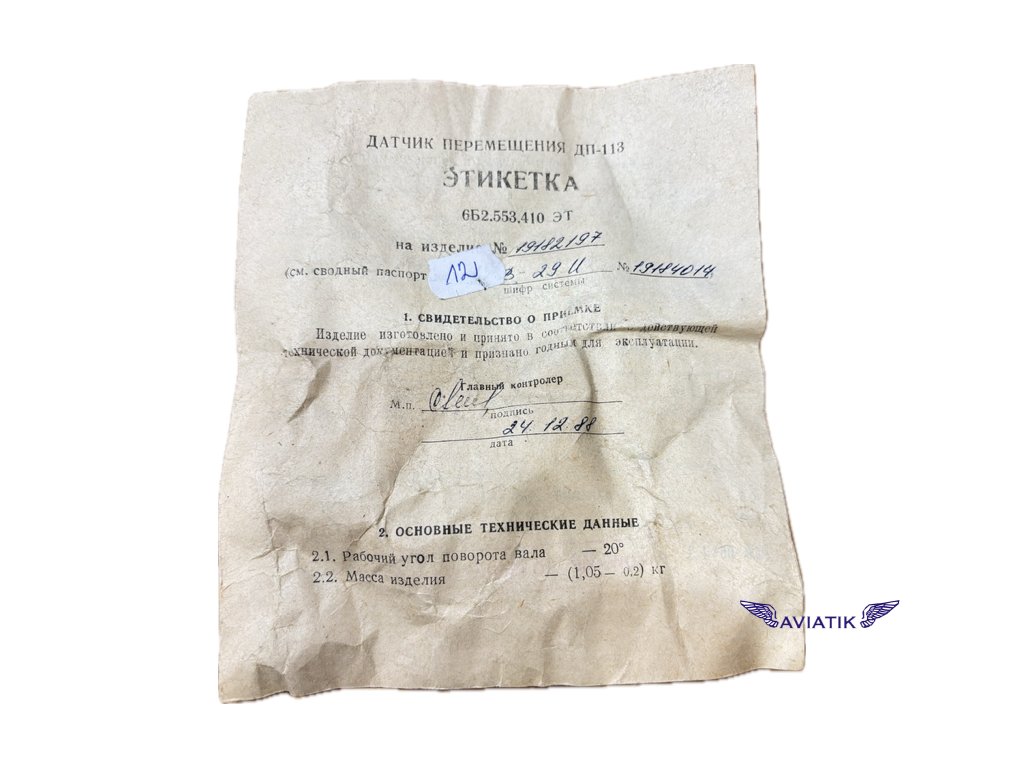 ДАТЧИК ПЕРЕМЕЩЕНИЯ ДП-113
ЭТИКЕТКА
6Б2.553.410 ЭТ
на изделие № 19182197
(см. сводный паспорт 29 И № 19184014
шифр системы
1. СВИДЕТЕЛЬСТВО О ПРИЕМКЕ
Изделие изготовлено и принято в соответствии с действующей
технической документацией и признано годным для эксплуатации.
Главный контролер
М.п.
подпись
24.12.88
дата
2. ОСНОВНЫЕ ТЕХНИЧЕСКИЕ ДАННЫЕ
2.1. Рабочий угол поворота вала — 20°
2.2. Масса изделия — (1,05 — 0.2) кг
AVIATIK